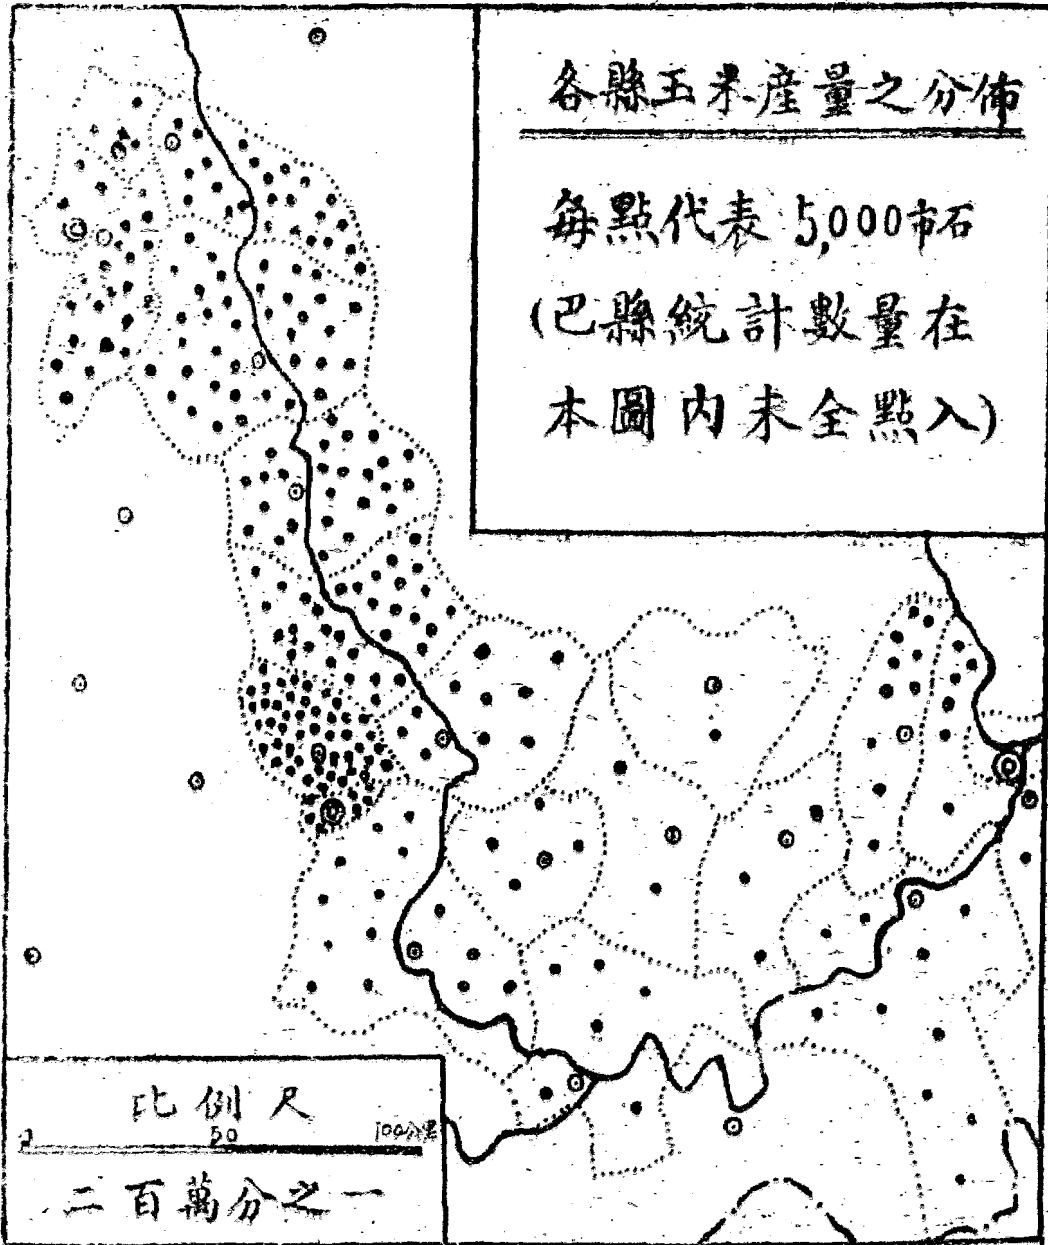 各縣玉米產量之分佈
每點代表 5,000市石
(巴縣統計數量在
本圖內未全點入)
比例尺
0 50 100公里
二百萬分之一